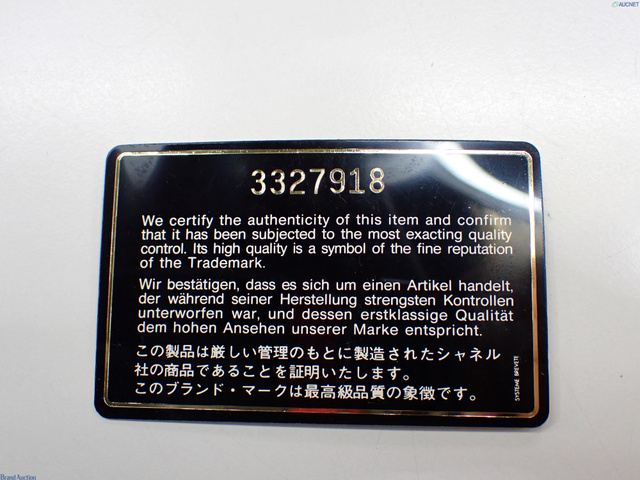 AUCNET
3327918
We certify the authenticity of this item and confirm
that it has been subjected to the most exacting quality
control. Its high quality is a symbol of the fine reputation
of the Trademark.
Wir bestätigen, dass es sich um einen Artikel handelt,
der während seiner Herstellung strengsten Kontrollen
unterworfen war, und dessen erstklassige Qualität
dem hohen Ansehen unserer Marke entspricht.
この製品は厳しい管理のもとに製造されたシャネル
社の商品であることを証明いたします。
このブランド・マークは最高級品質の象徴です。
SYSTEME BREVETE
Brand Auction